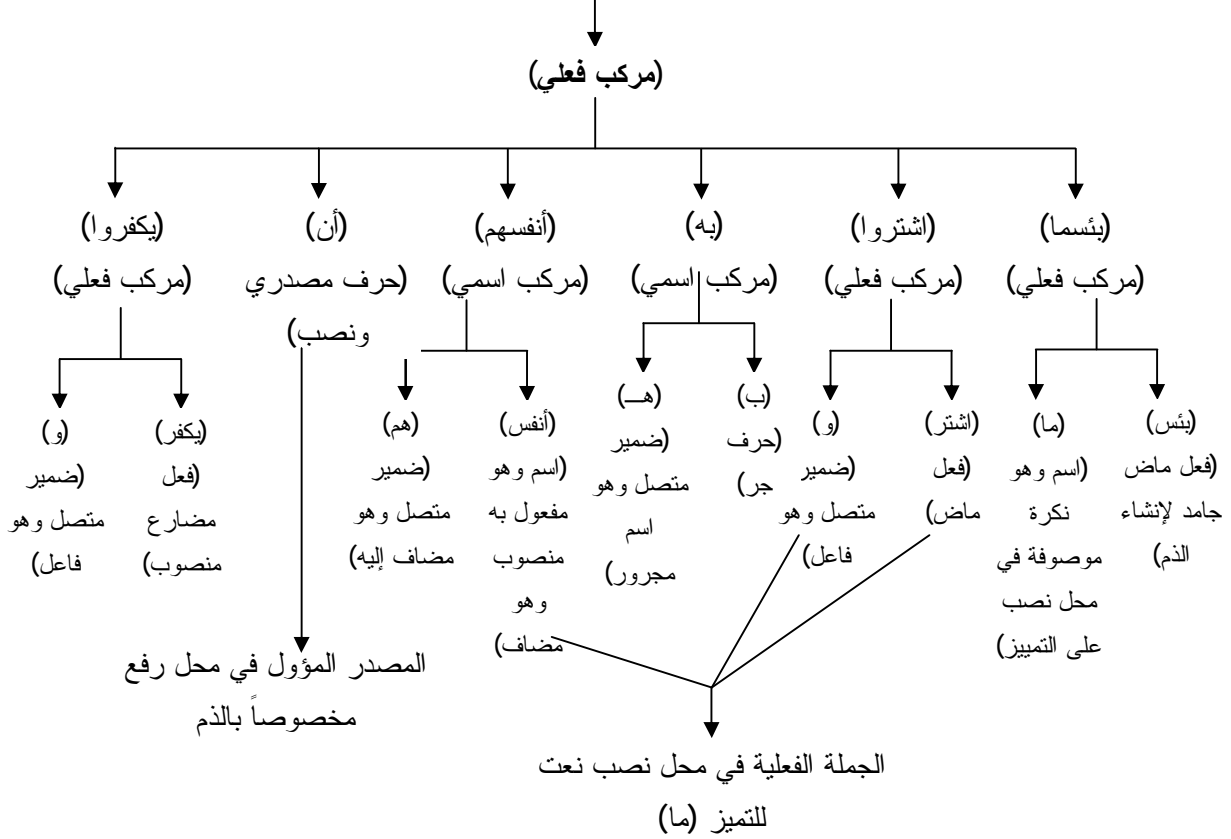 (مركب فعلي)
(بئسما) (اشتروا) (به) (أنفسهم) (أن) (يكفروا)
(مركب فعلي) (مركب فعلي) (مركب اسمي) (مركب اسمي) (حرف مصدري ونصب) (مركب فعلي)
(بئس)
(فعل ماض
جامد لإنشاء
الذم)
(ما)
(اسم وهو
نكرة
موصوفة في
محل نصب
على التمييز)
(اشتر)
(فعل
ماض)
(و)
(ضمير
متصل وهو
فاعل)
(ب)
(حرف
جر)
(هـ)
(ضمير
متصل وهو
اسم
مجرور)
(أنفس)
(اسم وهو
مفعول به
منصوب
وهو
مضاف)
(هم)
(ضمير
متصل وهو
مضاف إليه)
(يكفر)
(فعل
مضارع
منصوب)
(و)
(ضمير
متصل وهو
فاعل)
المصدر المؤول في محل رفع
مخصوصاً بالذم
الجملة الفعلية في محل نصب نعت
للتميز (ما)